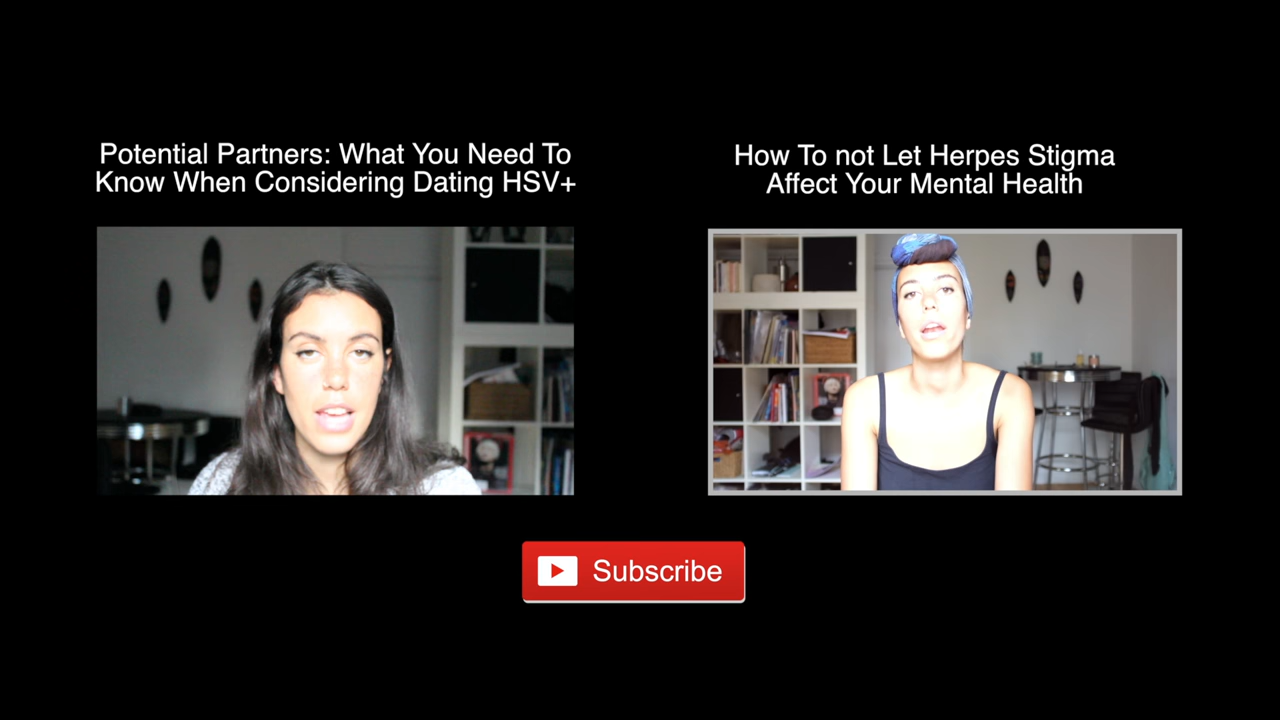 Potential Partners: What You Need To
Know When Considering Dating HSV+
How To not Let Herpes Stigma
Affect Your Mental Health
Subscribe